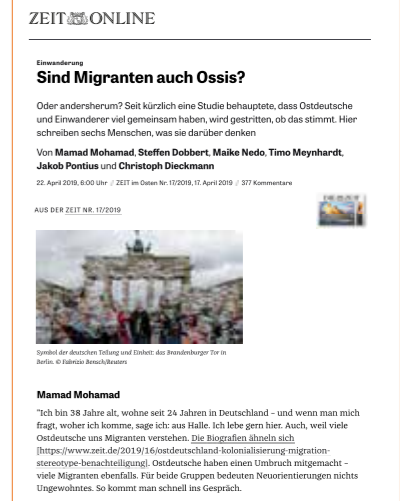 ZEIT ONLINE
Einwanderung
Sind Migranten auch Ossis?
Oder andersherum? Seit kürzlich eine Studie behauptete, dass Ostdeutsche
und Einwanderer viel gemeinsam haben, wird gestritten, ob das stimmt. Hier
schreiben sechs Menschen, was sie darüber denken
Von Mamad Mohamad, Steffen Dobbert, Maike Nedo, Timo Meynhardt,
Jakob Pontius und Christoph Dieckmann
22. April 2019, 6:00 Uhr // ZEIT im Osten Nr. 17/2019, 17. April 2019 // 377 Kommentare
AUS DER ZEIT NR. 17/2019
Symbol der deutschen Teilung und Einheit: das Brandenburger Tor in
Berlin. © Fabrizio Bensch/Reuters
Mamad Mohamad
"Ich bin 38 Jahre alt, wohne seit 24 Jahren in Deutschland – und wenn man mich
fragt, woher ich komme, sage ich: aus Halle. Ich lebe gern hier. Auch, weil viele
Ostdeutsche uns Migranten verstehen. Die Biografien ähneln sich
[https://www.zeit.de/2019/16/ostdeutschland-kolonialisierung-migration-
stereotype-benachteiligung]. Ostdeutsche haben einen Umbruch mitgemacht –
viele Migranten ebenfalls. Für beide Gruppen bedeuten Neuorientierungen nichts
Ungewohntes. So kommt man schnell ins Gespräch.